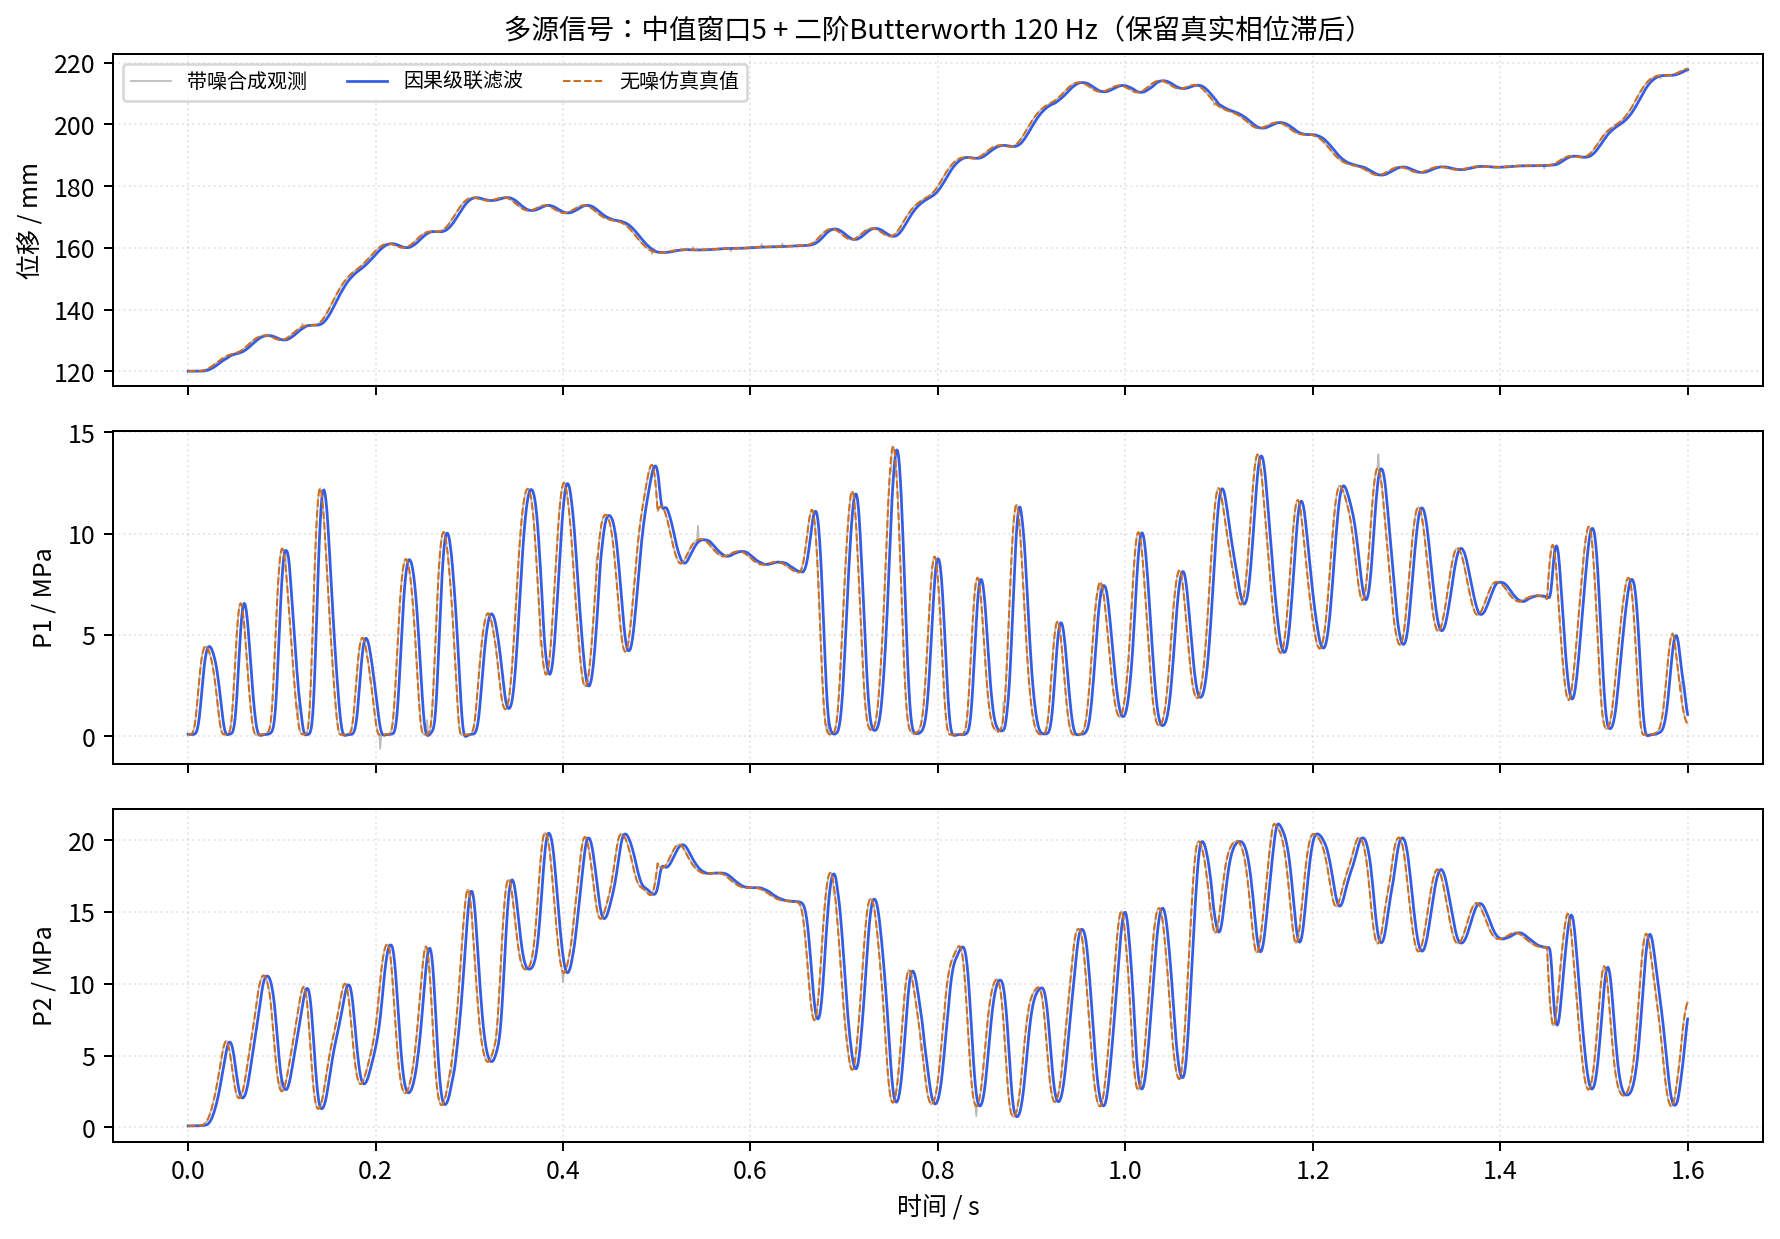 多源信号：中值窗口5 + 二阶Butterworth 120 Hz（保留真实相位滞后）
带噪合成观测 因果级联滤波 无噪仿真真值
220
200
180
160
140
120
位移 / mm
15
10
5
0
P1 / MPa
20
15
10
5
0
P2 / MPa
0.0 0.2 0.4 0.6 0.8 1.0 1.2 1.4 1.6
时间 / s